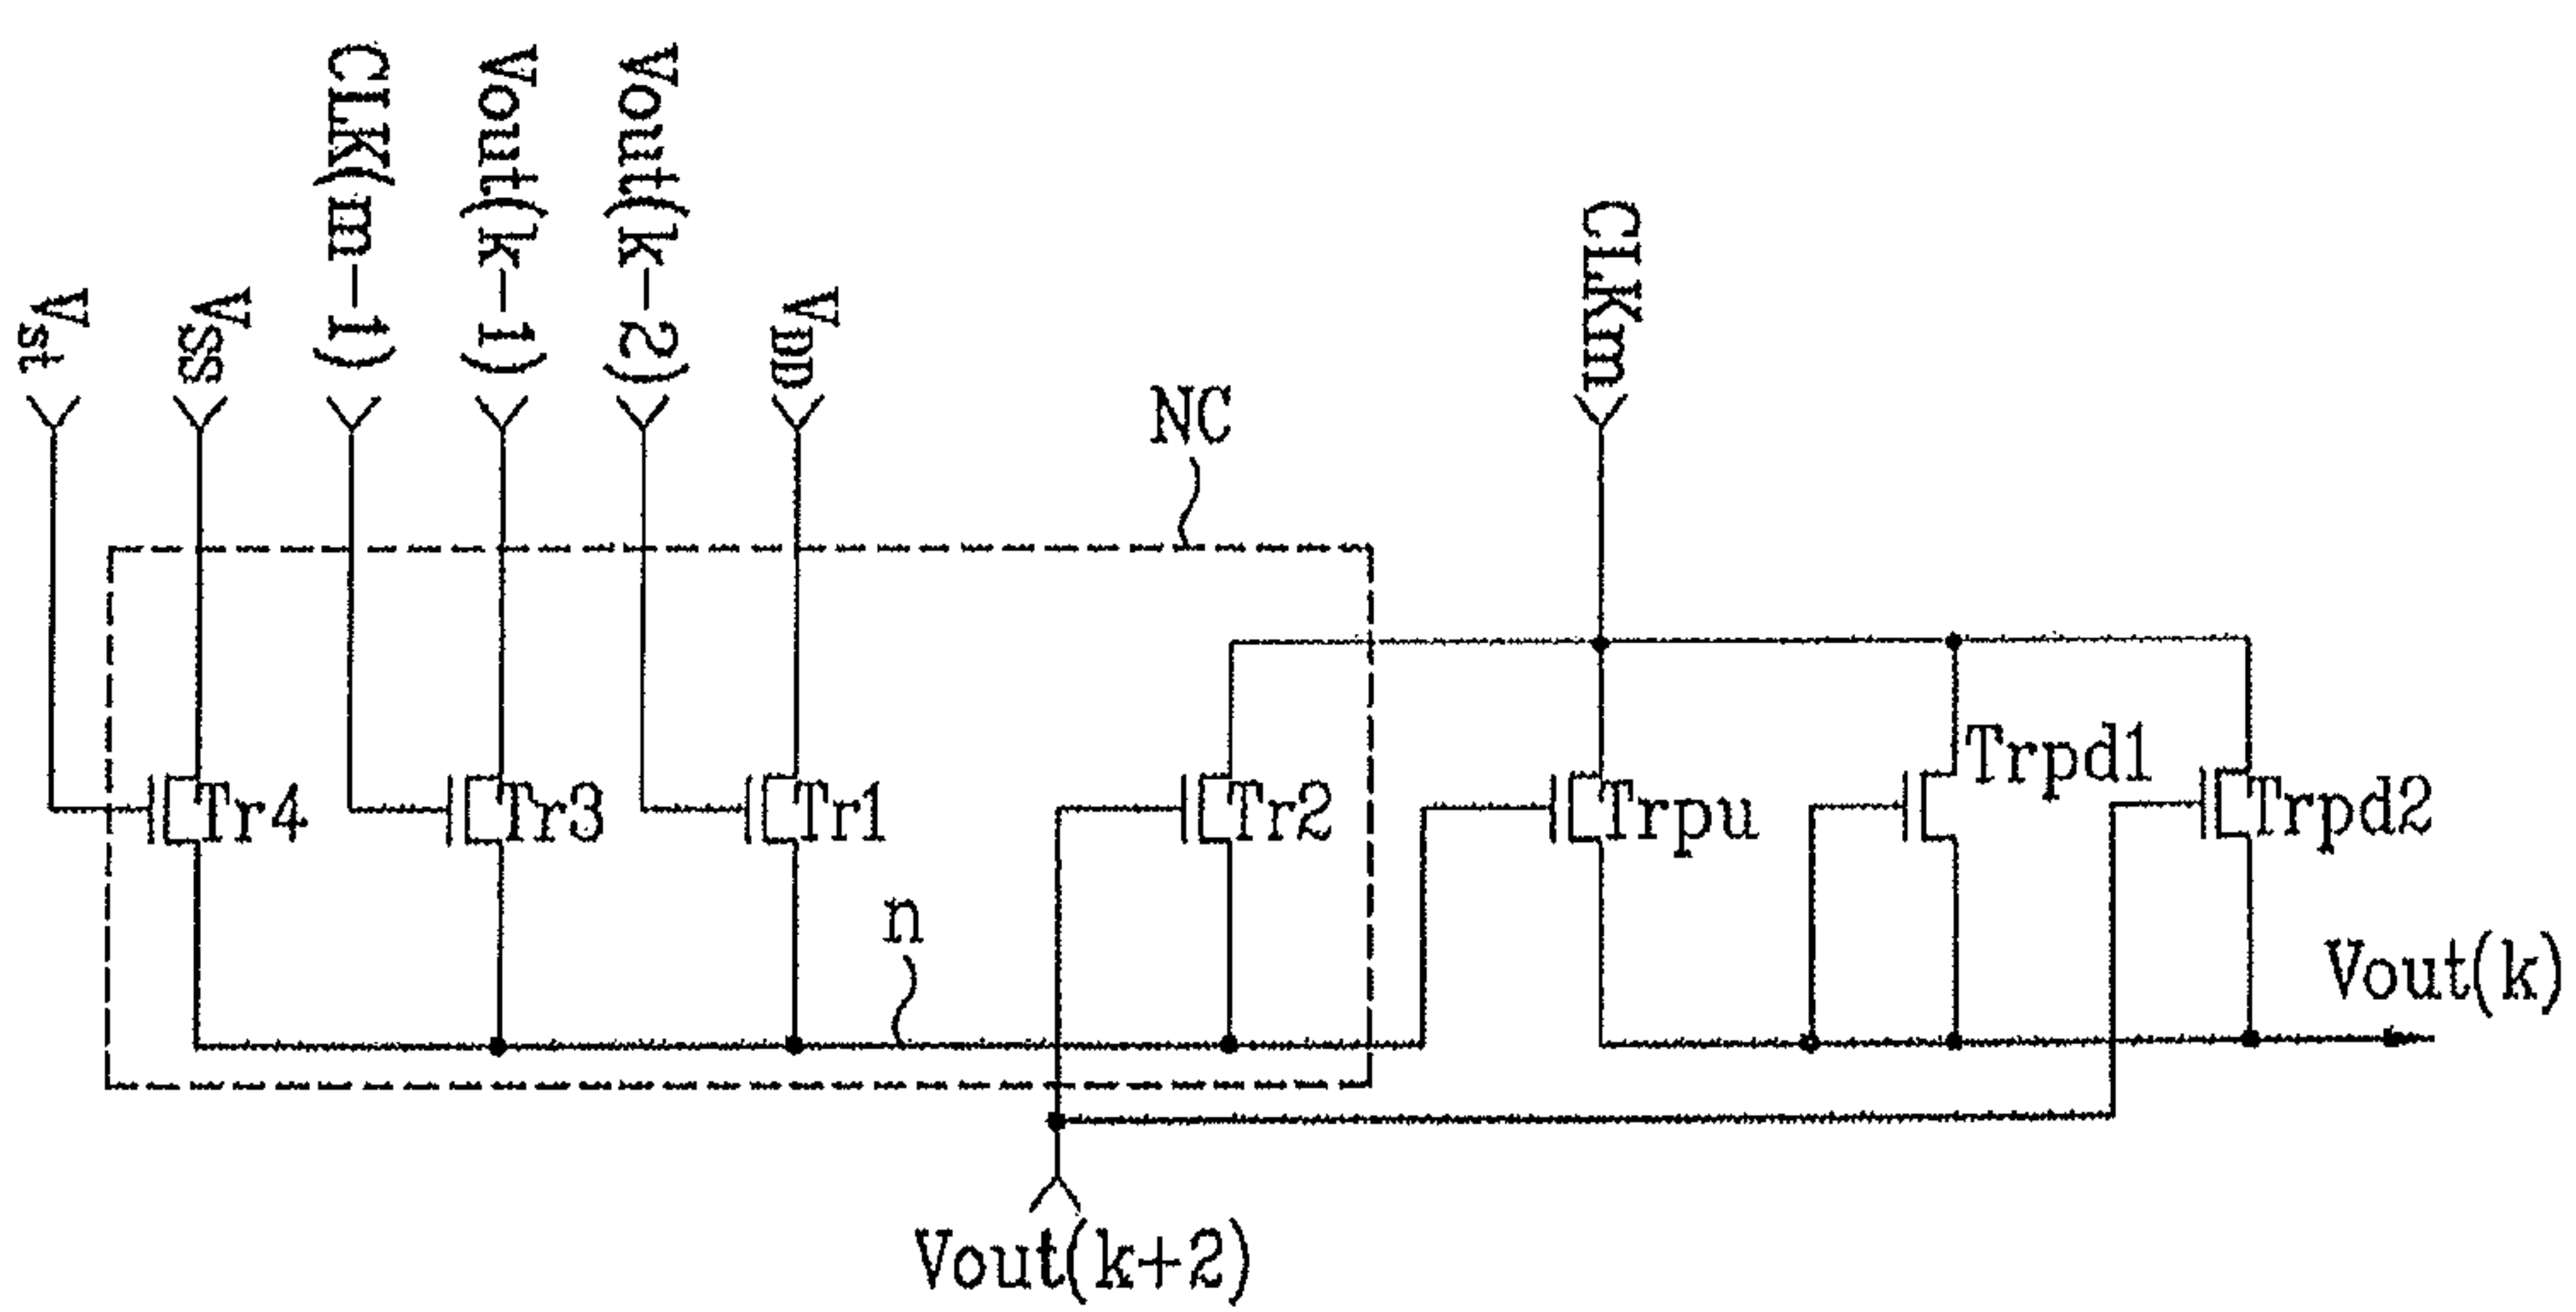 Vst
VSS
CLK(m-1)
Vout(k-1)
Vout(k-2)
VDD
CLKm
NC
Tr4
Tr3
Tr1
Tr2
Trpu
Trpd1
Trpd2
n
Vout(k)
Vout(k+2)